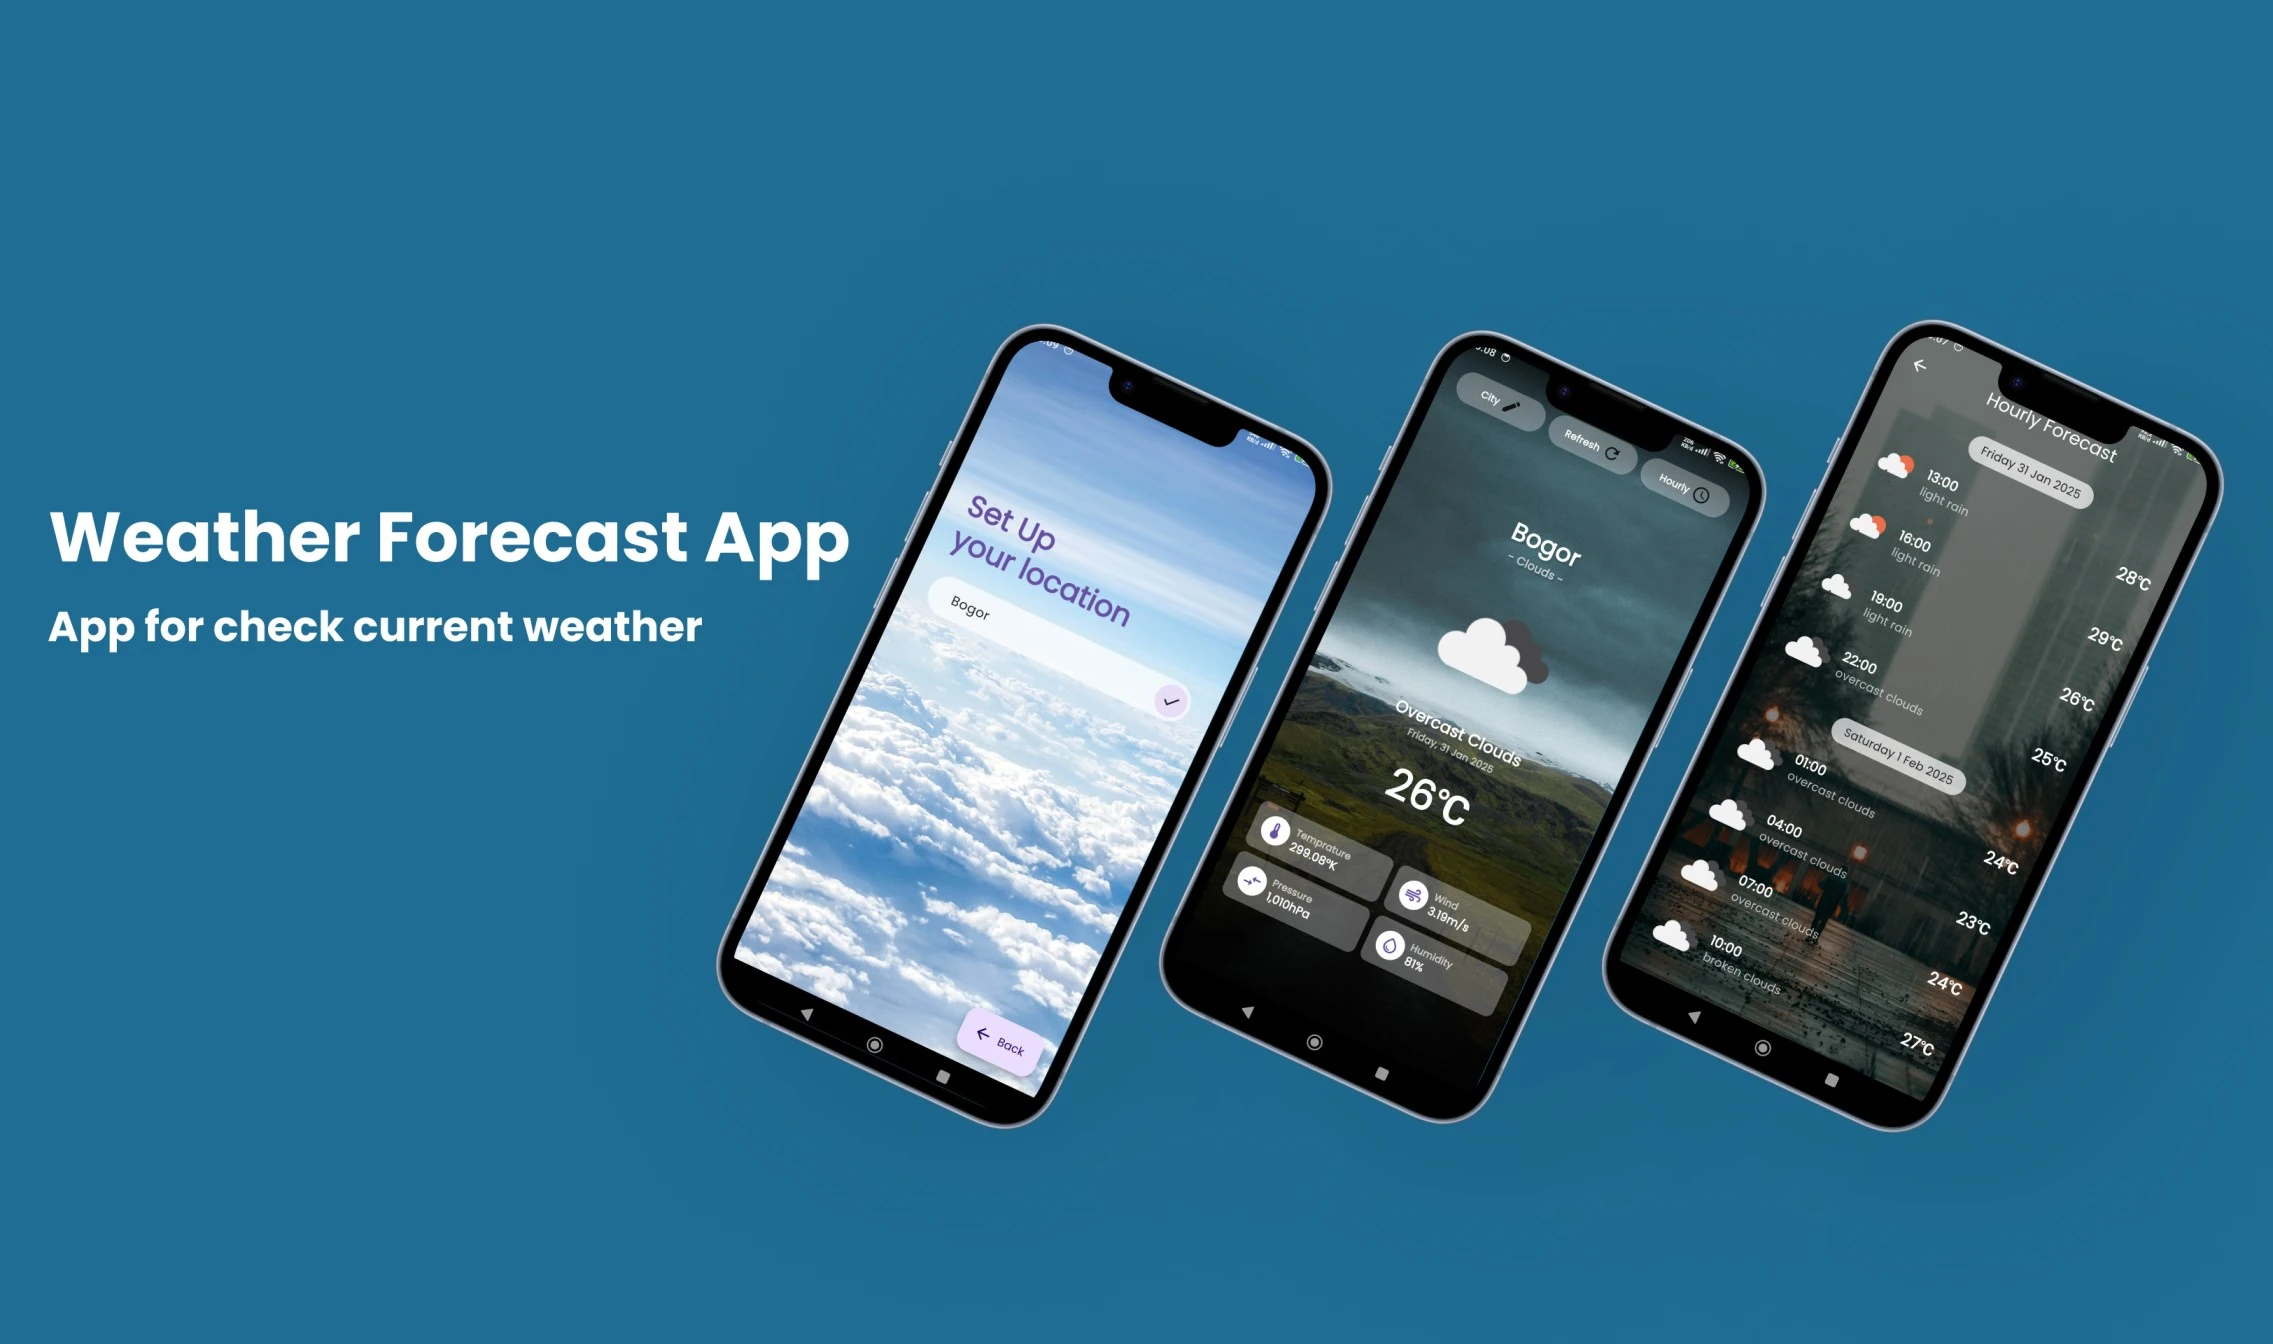 Weather Forecast App
App for check current weather
Set Up
your location
Bogor
Back
City
Refresh
Hourly
Bogor
- Clouds -
Overcast Clouds
Friday, 31 Jan 2025
26°C
Temprature
299.08°K
Wind
3.19m/s
Pressure
1,010hPa
Humidity
81%
Hourly Forecast
Friday 31 Jan 2025
13:00
light rain
28°C
16:00
light rain
29°C
19:00
light rain
26°C
22:00
overcast clouds
25°C
Saturday 1 Feb 2025
01:00
overcast clouds
24°C
04:00
overcast clouds
23°C
07:00
overcast clouds
24°C
10:00
broken clouds
27°C